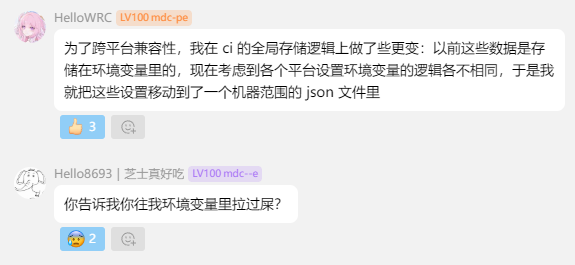 HelloWRC LV100 mdc-pe
为了跨平台兼容性，我在 ci 的全局存储逻辑上做了些更变：以前这些数据是存
储在环境变量里的，现在考虑到各个平台设置环境变量的逻辑各不相同，于是我
就把这些设置移动到了一个机器范围的 json 文件里
3
Hello8693 | 芝士真好吃 LV100 mdc--e
你告诉我你往我环境变量里拉过屎？
2